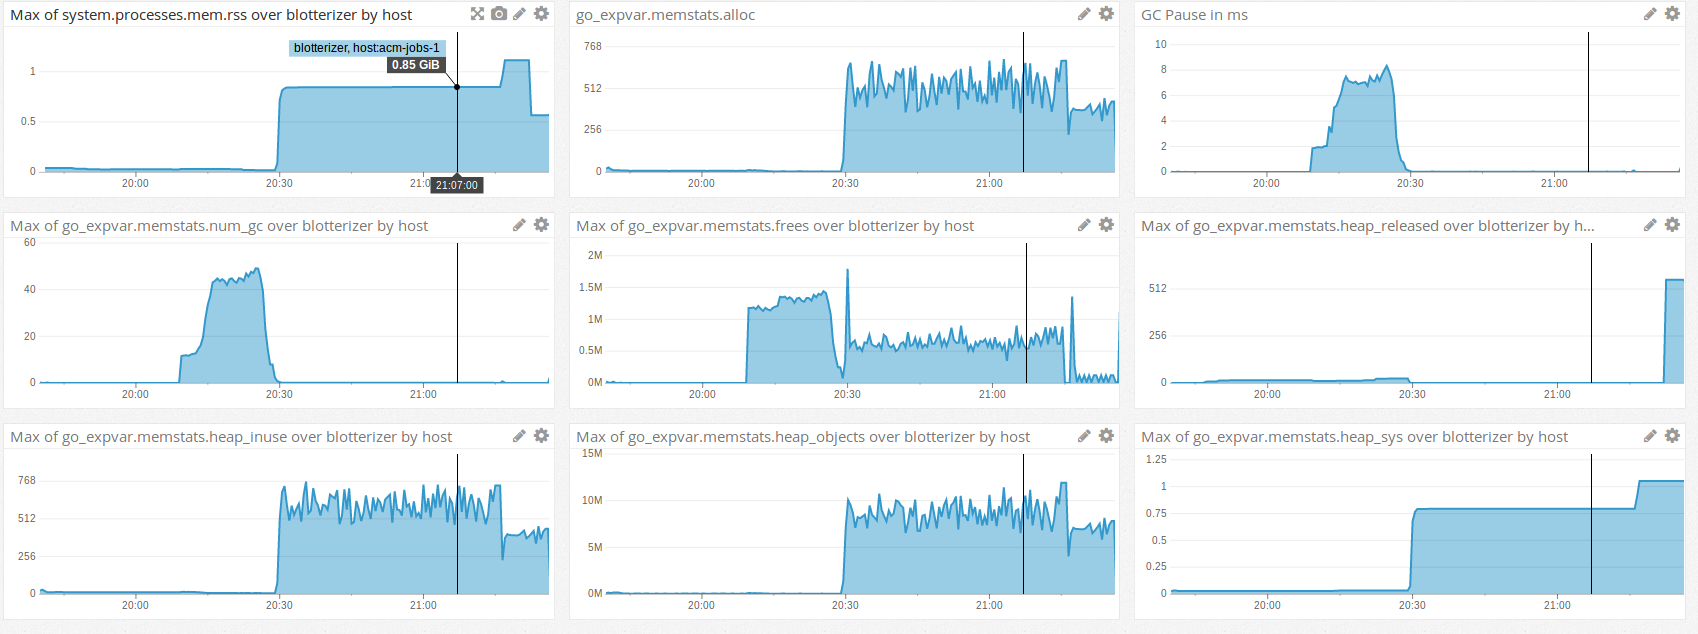 Max of system.processes.mem.rss over blotterizer by host
blotterizer, host:acm-jobs-1
0.85 GiB
1
0.5
0
20:00
20:30
21:0
21:07:00
go_expvar.memstats.alloc
768
512
256
0
20:00
20:30
21:00
GC Pause in ms
10
8
6
4
2
0
20:00
20:30
21:00
Max of go_expvar.memstats.num_gc over blotterizer by host
60
40
20
0
20:00
20:30
21:00
Max of go_expvar.memstats.frees over blotterizer by host
2M
1.5M
1M
0.5M
0M
20:00
20:30
21:00
Max of go_expvar.memstats.heap_released over blotterizer by h...
512
256
0
20:00
20:30
21:00
Max of go_expvar.memstats.heap_inuse over blotterizer by host
768
512
256
0
20:00
20:30
21:00
Max of go_expvar.memstats.heap_objects over blotterizer by host
15M
10M
5M
0M
20:00
20:30
21:00
Max of go_expvar.memstats.heap_sys over blotterizer by host
1.25
1
0.75
0.5
0.25
0
20:00
20:30
21:00